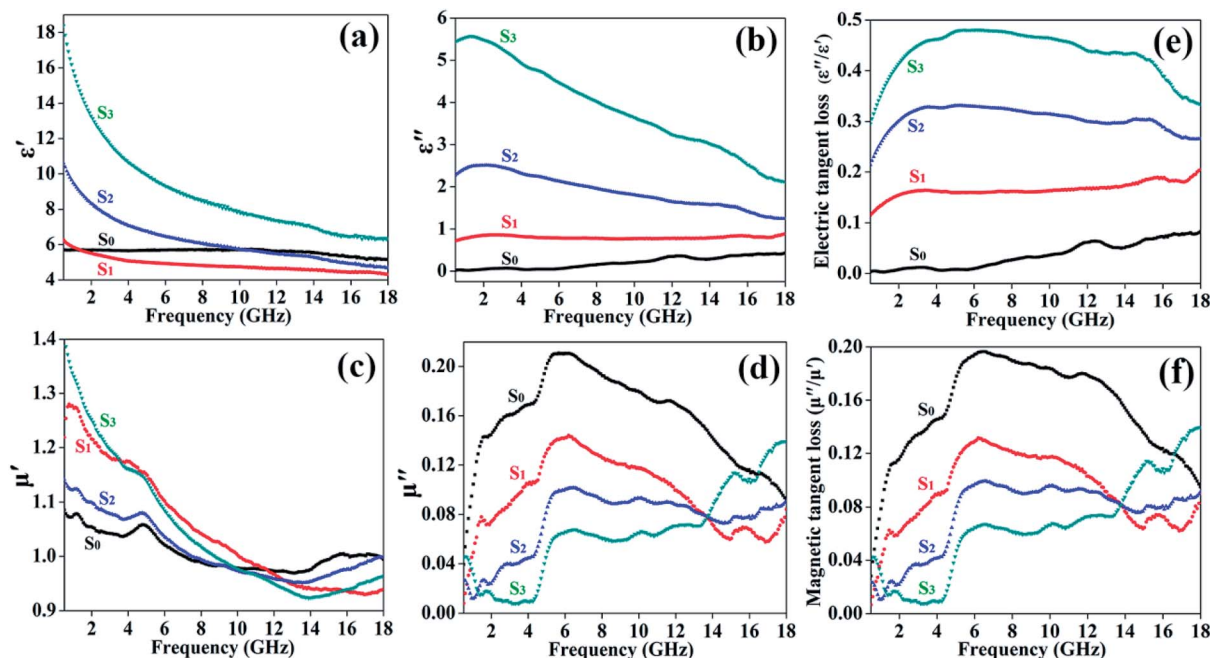 (a)
ε′
18
16
14
12
10
8
6
4
S3
S2
S0
S1
2 4 6 8 10 12 14 16 18
Frequency (GHz)
(b)
ε″
6
5
4
3
2
1
0
S3
S2
S1
S0
2 4 6 8 10 12 14 16 18
Frequency (GHz)
(e)
Electric tangent loss (ε″/ε′)
0.5
0.4
0.3
0.2
0.1
0.0
S3
S2
S1
S0
2 4 6 8 10 12 14 16 18
Frequency (GHz)
(c)
μ′
1.4
1.3
1.2
1.1
1.0
0.9
S3
S1
S2
S0
2 4 6 8 10 12 14 16 18
Frequency (GHz)
(d)
μ″
0.20
0.16
0.12
0.08
0.04
0.00
S0
S1
S2
S3
2 4 6 8 10 12 14 16 18
Frequency (GHz)
(f)
Magnetic tangent loss (μ″/μ′)
0.20
0.16
0.12
0.08
0.04
0.00
S0
S1
S2
S3
2 4 6 8 10 12 14 16 18
Frequency (GHz)